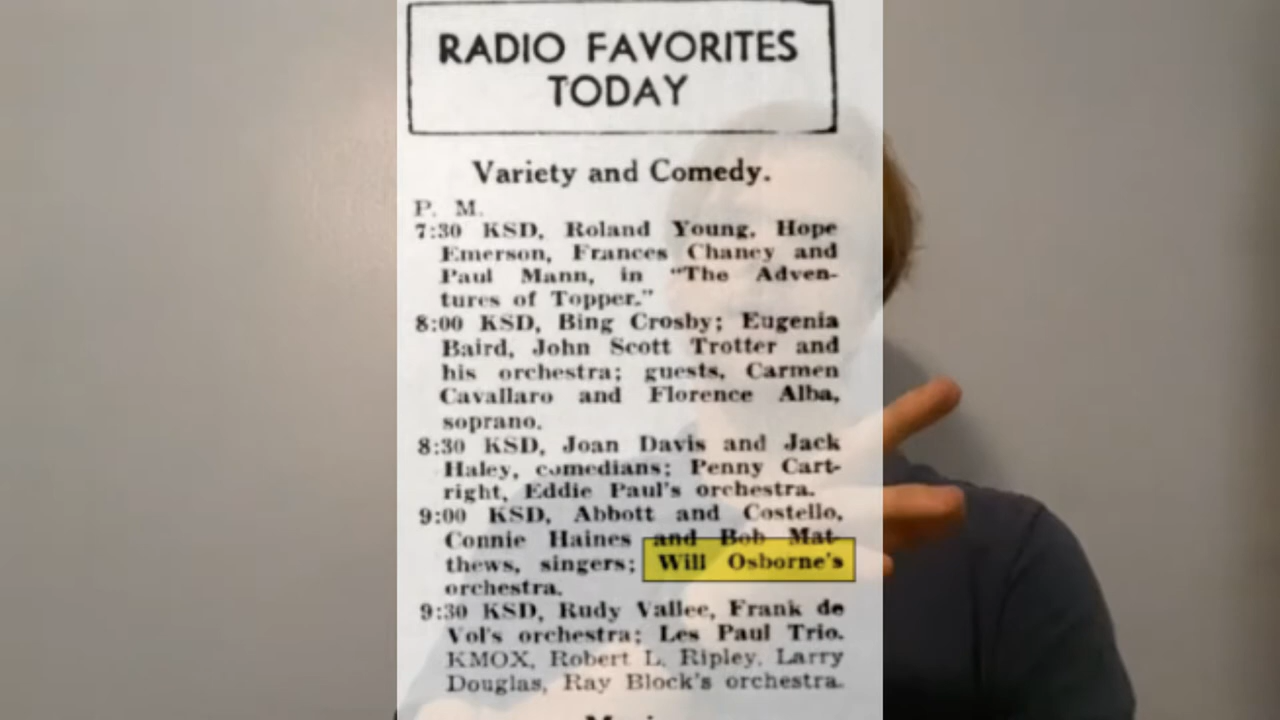 RADIO FAVORITES
TODAY
Variety and Comedy.
P. M.
7:30 KSD, Roland Young, Hope
Emerson, Frances Chaney and
Paul Mann, in "The Adven-
tures of Topper."
8:00 KSD, Bing Crosby; Eugenia
Baird, John Scott Trotter and
his orchestra; guests, Carmen
Cavallaro and Florence Alba,
soprano.
8:30 KSD, Joan Davis and Jack
Haley, comedians; Penny Cart-
right, Eddie Paul's orchestra.
9:00 KSD, Abbott and Costello,
Connie Haines and Bob Mat-
thews, singers; Will Osborne's
orchestra.
9:30 KSD, Rudy Vallee, Frank de
Vol's orchestra; Les Paul Trio.
KMOX, Robert L. Ripley, Larry
Douglas, Ray Block's orchestra.